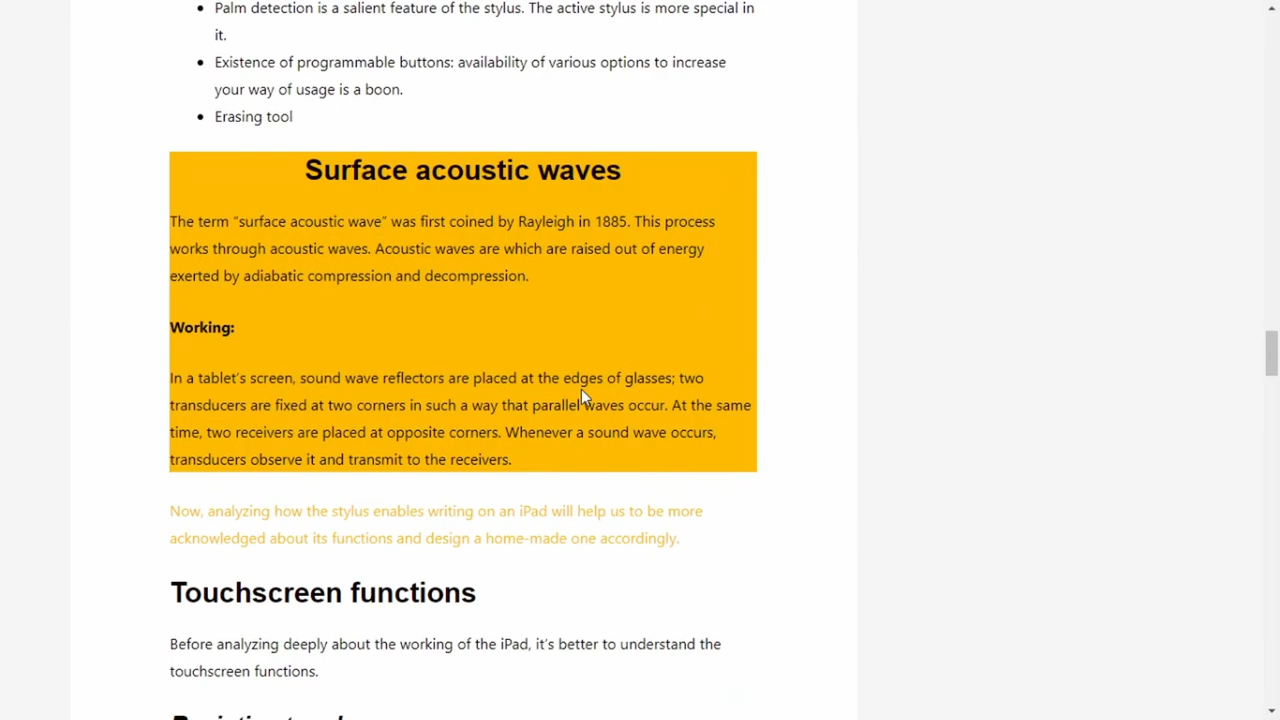 Palm detection is a salient feature of the stylus. The active stylus is more special in
it.
Existence of programmable buttons: availability of various options to increase
your way of usage is a boon.
Erasing tool
Surface acoustic waves
The term “surface acoustic wave” was first coined by Rayleigh in 1885. This process
works through acoustic waves. Acoustic waves are which are raised out of energy
exerted by adiabatic compression and decompression.
Working:
In a tablet’s screen, sound wave reflectors are placed at the edges of glasses; two
transducers are fixed at two corners in such a way that parallel waves occur. At the same
time, two receivers are placed at opposite corners. Whenever a sound wave occurs,
transducers observe it and transmit to the receivers.
Now, analyzing how the stylus enables writing on an iPad will help us to be more
acknowledged about its functions and design a home-made one accordingly.
Touchscreen functions
Before analyzing deeply about the working of the iPad, it’s better to understand the
touchscreen functions.